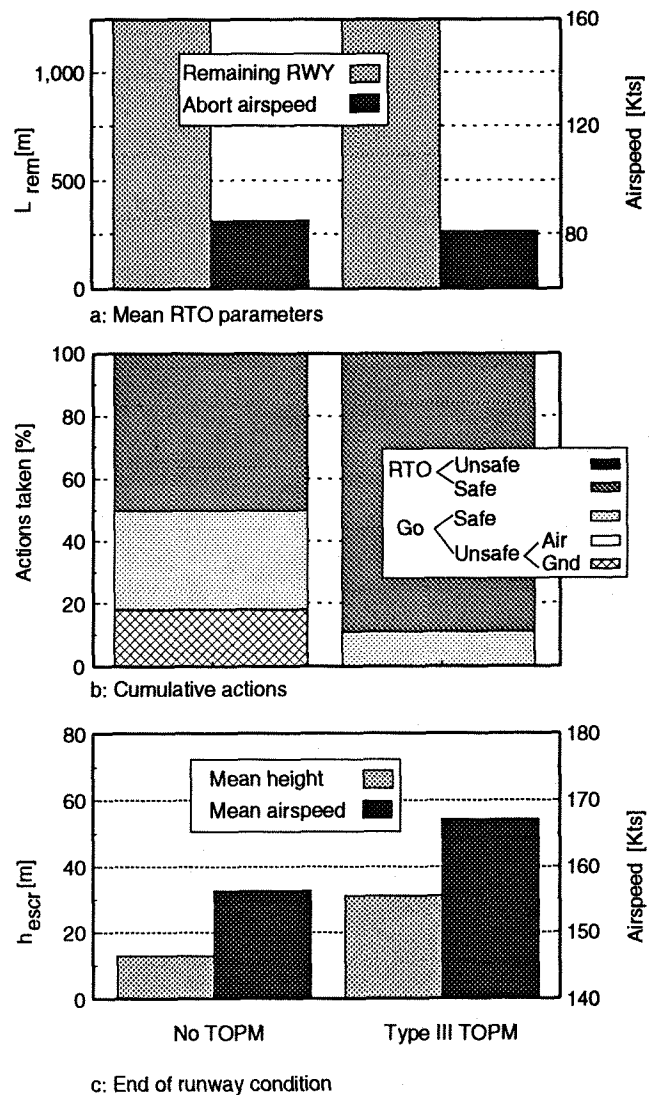 160
1,000
Remaining RWY
Abort airspeed
120
500
80
0
L rem [m]
Airspeed [Kts]
a: Mean RTO parameters
100
80
60
40
20
0
Actions taken [%]
RTO Unsafe
Safe
Go Safe
Unsafe Air
Gnd
b: Cumulative actions
80
180
Mean height
Mean airspeed
60
170
40
160
20
150
0
140
h escr [m]
Airspeed [Kts]
No TOPM
Type III TOPM
c: End of runway condition